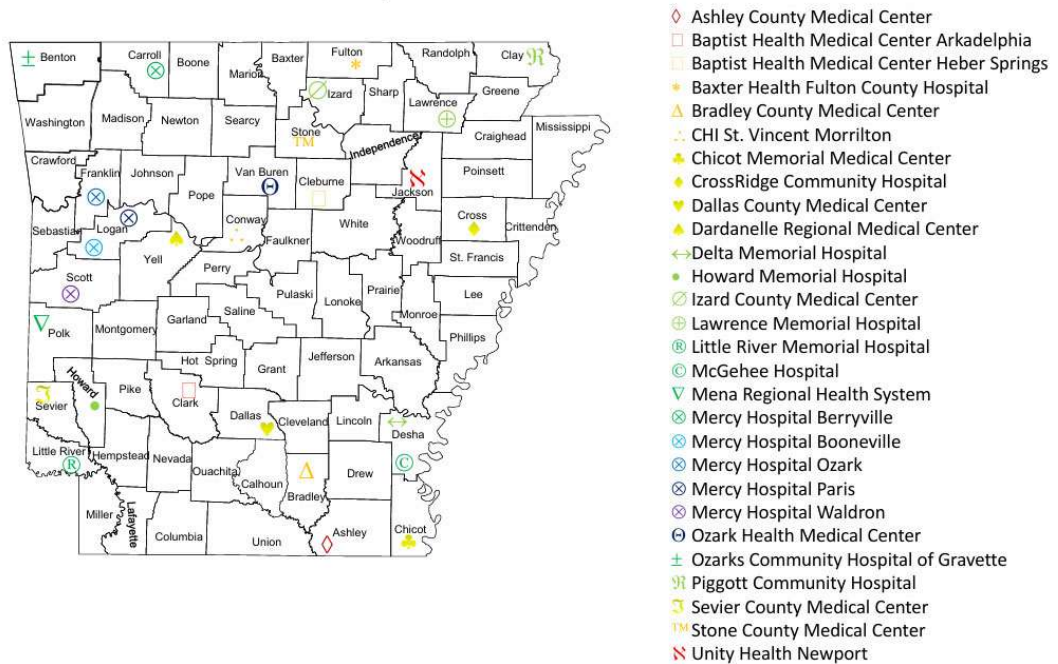 Benton
Carroll
Boone
Marion
Baxter
Fulton
Randolph
Clay
Izard
Sharp
Lawrence
Greene
Washington
Madison
Newton
Searcy
Stone
Independence
Craighead
Mississippi
Crawford
Franklin
Johnson
Pope
Van Buren
Cleburne
Jackson
Poinsett
Sebastian
Logan
Conway
Faulkner
White
Woodruff
Cross
Crittenden
Yell
Scott
Perry
Pulaski
Lonoke
Prairie
St. Francis
Lee
Monroe
Polk
Montgomery
Garland
Saline
Phillips
Hot Spring
Grant
Jefferson
Arkansas
Howard
Pike
Clark
Sevier
Dallas
Cleveland
Lincoln
Desha
Little River
Hempstead
Nevada
Ouachita
Calhoun
Bradley
Drew
Miller
Lafayette
Columbia
Union
Ashley
Chicot
Ashley County Medical Center
Baptist Health Medical Center Arkadelphia
Baptist Health Medical Center Heber Springs
Baxter Health Fulton County Hospital
Bradley County Medical Center
CHI St. Vincent Morrilton
Chicot Memorial Medical Center
CrossRidge Community Hospital
Dallas County Medical Center
Dardanelle Regional Medical Center
Delta Memorial Hospital
Howard Memorial Hospital
Izard County Medical Center
Lawrence Memorial Hospital
® Little River Memorial Hospital
© McGehee Hospital
Mena Regional Health System
Mercy Hospital Berryville
Mercy Hospital Booneville
Mercy Hospital Ozark
Mercy Hospital Paris
Mercy Hospital Waldron
Ozark Health Medical Center
± Ozarks Community Hospital of Gravette
ℜ Piggott Community Hospital
ℑ Sevier County Medical Center
™ Stone County Medical Center
ℵ Unity Health Newport